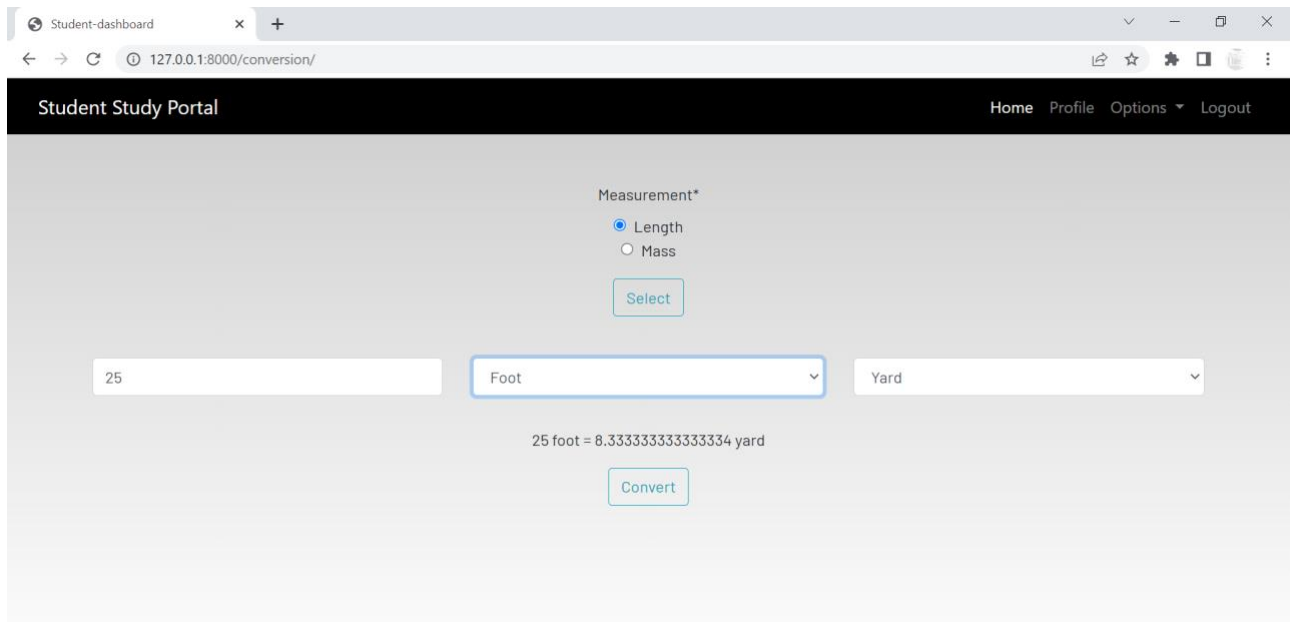 Student-dashboard
127.0.0.1:8000/conversion/
Student Study Portal Home Profile Options Logout
Measurement*
Length
Mass
Select
25 Foot Yard
25 foot = 8.333333333333334 yard
Convert